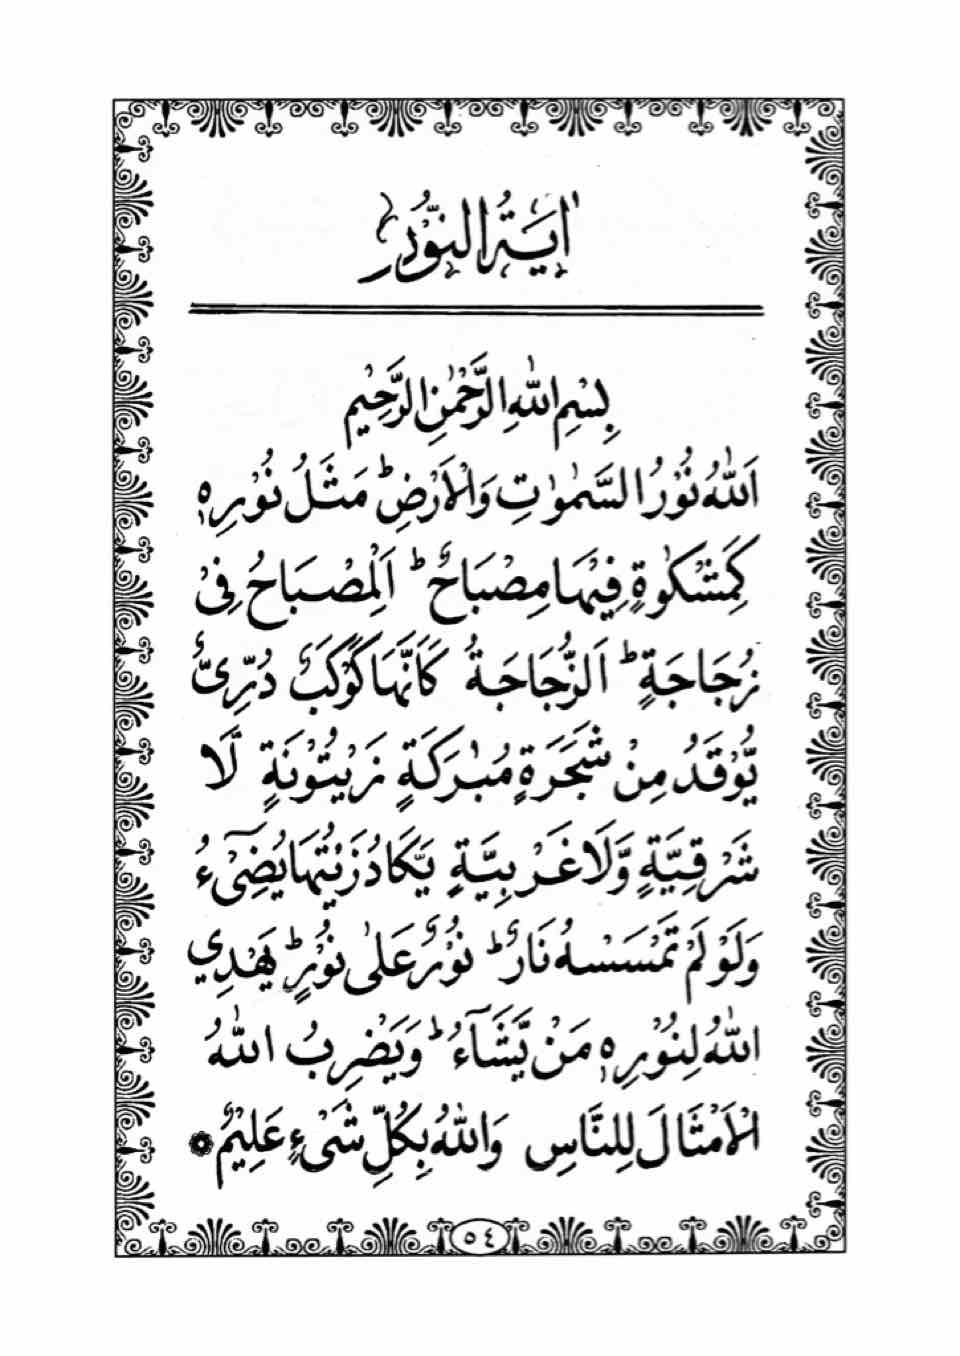 اٰيَةُ النُّوْرِ
بِسْمِ اللّٰهِ الرَّحْمٰنِ الرَّحِيْمِ
اَللّٰهُ نُوْرُ السَّمٰوٰتِ وَالْاَرْضِ ؕ مَثَلُ نُوْرِهٖ
كَمِشْكٰوةٍ فِيْهَا مِصْبَاحٌ ؕ اَلْمِصْبَاحُ فِيْ
زُجَاجَةٍ ؕ اَلزُّجَاجَةُ كَاَنَّهَا كَوْكَبٌ دُرِّيٌّ
يُّوْقَدُ مِنْ شَجَرَةٍ مُبٰرَكَةٍ زَيْتُوْنَةٍ لَّا
شَرْقِيَّةٍ وَّلَا غَرْبِيَّةٍ يَّكَادُ زَيْتُهَا يُضِيْٓءُ
وَلَوْ لَمْ تَمْسَسْهُ نَارٌ ؕ نُوْرٌ عَلٰى نُوْرٍ ؕ يَهْدِي
اللّٰهُ لِنُوْرِهٖ مَنْ يَّشَآءُ ؕ وَيَضْرِبُ اللّٰهُ
الْاَمْثَالَ لِلنَّاسِ وَاللّٰهُ بِكُلِّ شَيْءٍ عَلِيْمٌ
٥٤